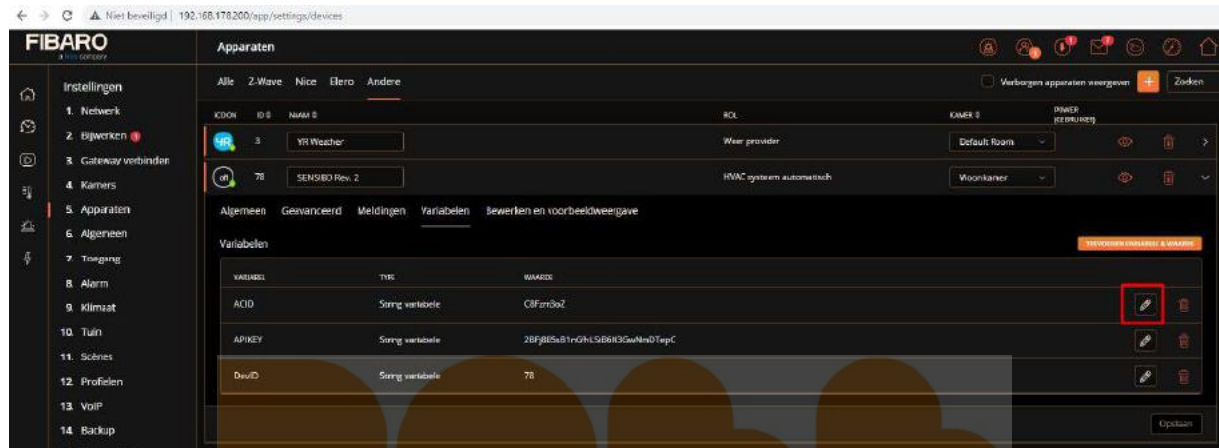 Niet beveiligd | 192.168.178.200/app/settings/devices
FIBARO
Apparaten
Instellingen
Alle Z-Wave Nice Elero Andere
Verborgen apparaten weergeven + Zoeken
1. Netwerk
2. Bijwerken
3. Gateway verbinden
4. Kamers
5. Apparaten
6. Algemeen
7. Toegang
8. Alarm
9. Klimaat
10. Tuin
11. Scènes
12. Profielen
13. VoIP
14. Backup
ICOON ID NAAM ROL KAMER POWER
YR 3 YR Weather Weer provider Default Room
off 78 SENSIBO Rev. 2 HVAC systeem automatisch Woonkamer
Algemeen Geavanceerd Meldingen Variabelen Bewerken en voorbeeldweergave
Variabelen
VARIABEL TYPE WAARDE
ACID String variabele
APIKEY String variabele
DevID String variabele 78
Opslaan